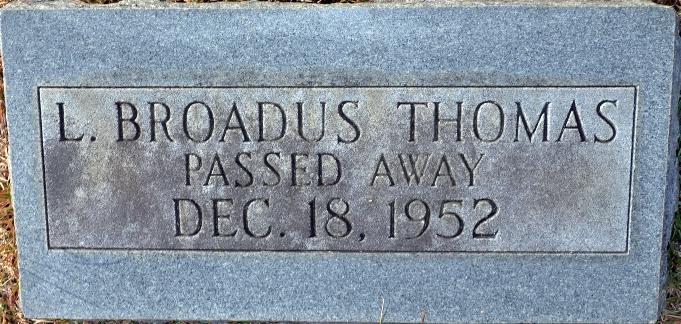 L. BROADUS THOMAS
PASSED AWAY
DEC. 18, 1952